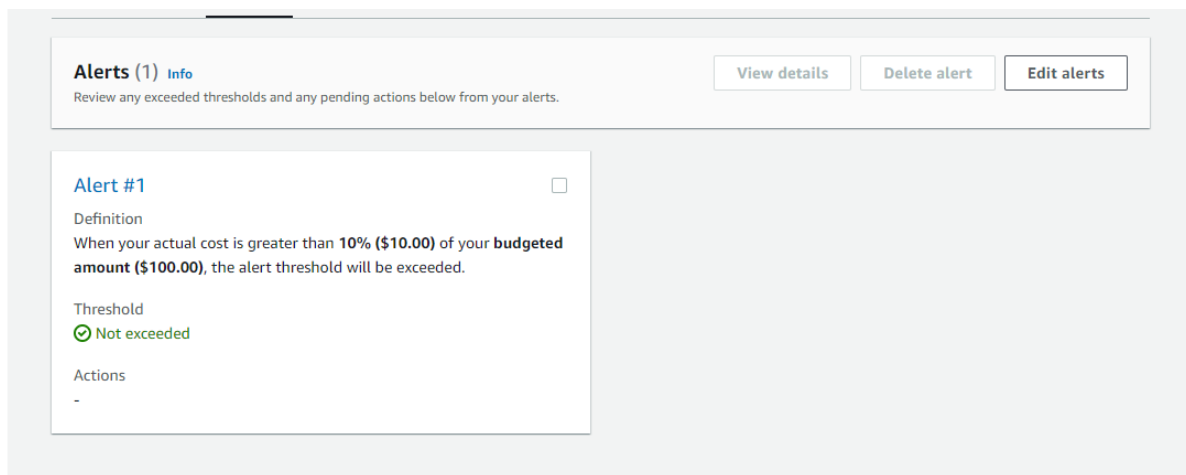 Alerts (1) Info
View details
Delete alert
Edit alerts
Review any exceeded thresholds and any pending actions below from your alerts.
Alert #1
Definition
When your actual cost is greater than 10% ($10.00) of your budgeted
amount ($100.00), the alert threshold will be exceeded.
Threshold
Not exceeded
Actions
-